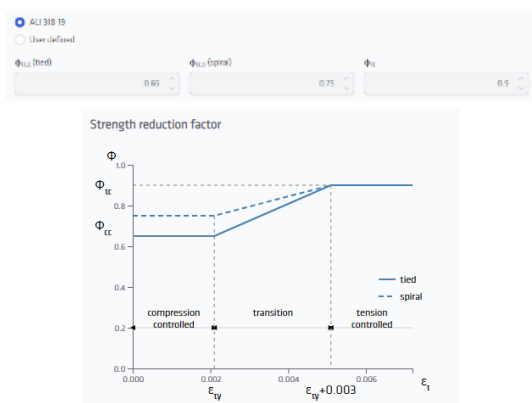 ACI 318-19
User defined
ϕcc,t (tied)
ϕcc,s (spiral)
ϕtc
0.65
0.75
0.9
Strength reduction factor
Φ
1.0
Φtc
0.8
Φcc
0.6
0.4
tied
spiral
compression controlled
transition
tension controlled
0.2
0.0
0.000
0.002
0.004
0.006
εt
εty
εty+0.003